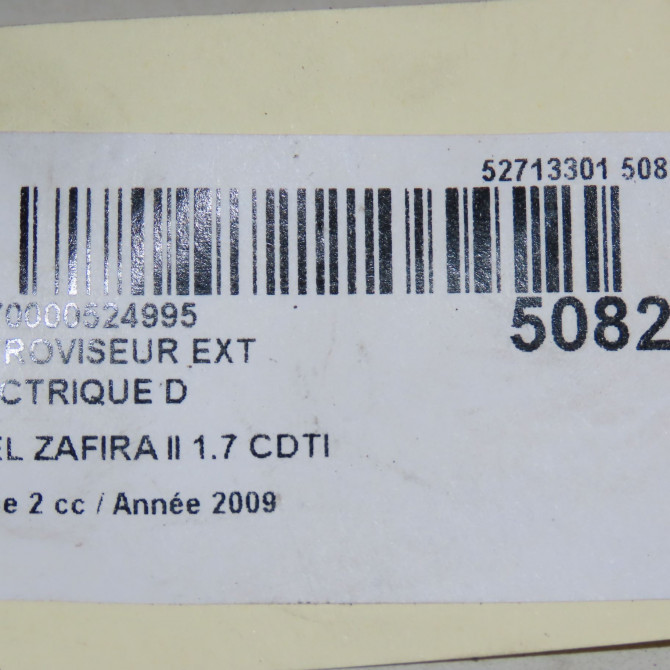 52713301 508
70000524995
5082
ROVISEUR EXT
CTRIQUE D
EL ZAFIRA II 1.7 CDTI
e 2 cc / Année 2009